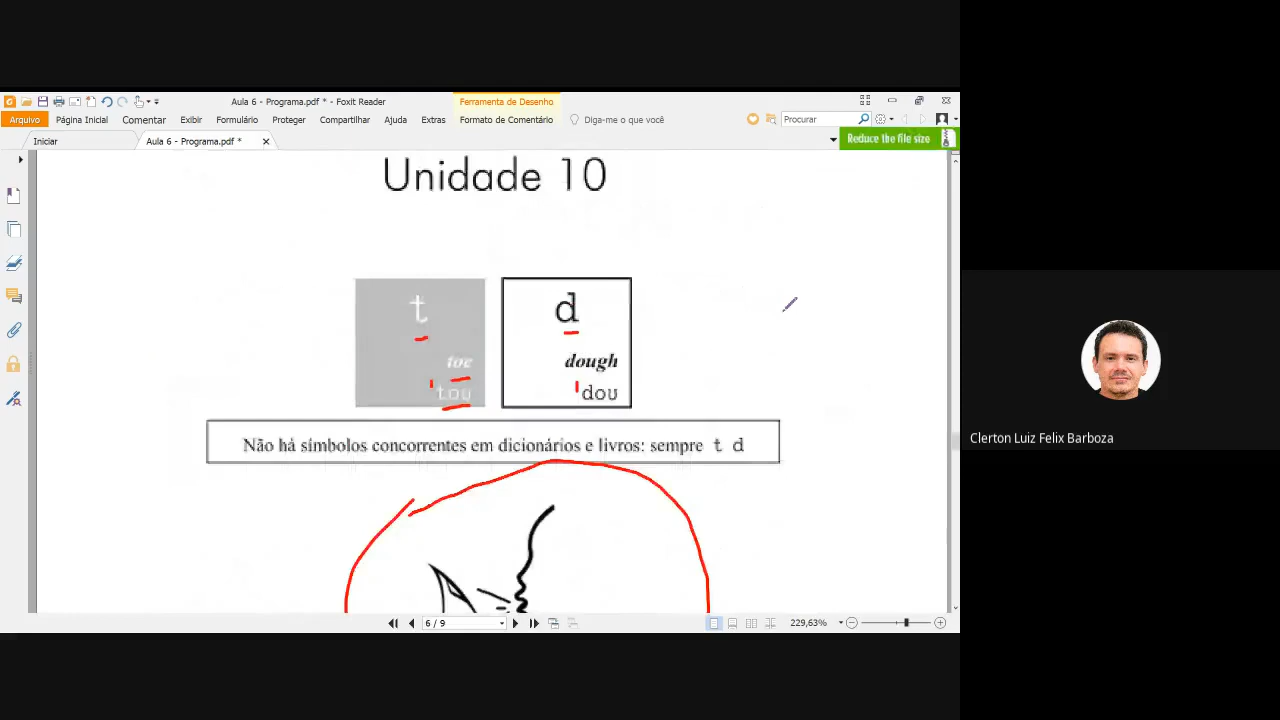 Aula 6 - Programa.pdf * - Foxit Reader
Ferramenta de Desenho
Arquivo
Página Inicial
Comentar
Exibir
Formulário
Proteger
Compartilhar
Ajuda
Extras
Formato de Comentário
Diga-me o que você
Procurar
Iniciar
Aula 6 - Programa.pdf *
Reduce the file size
Unidade 10
t
d
toe
dough
ˈtoʊ
ˈdoʊ
Não há símbolos concorrentes em dicionários e livros: sempre t d
Clerton Luiz Felix Barboza
6 / 9
229,63%